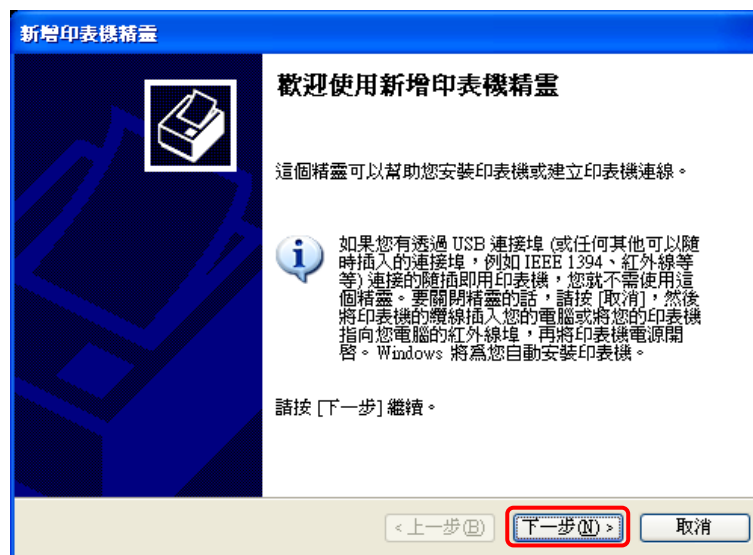 新增印表機精靈
歡迎使用新增印表機精靈
這個精靈可以幫助您安裝印表機或建立印表機連線。
如果您有透過 USB 連接埠 (或任何其他可以隨
時插入的連接埠，例如 IEEE 1394、紅外線等
等) 連接的隨插即用印表機，您就不需使用這
個精靈。要關閉精靈的話，請按 [取消]，然後
將印表機的纜線插入您的電腦或將您的印表機
指向您電腦的紅外線埠，再將印表機電源開
啓。Windows 將為您自動安裝印表機。
請按 [下一步] 繼續。
< 上一步(B) 下一步(N) > 取消